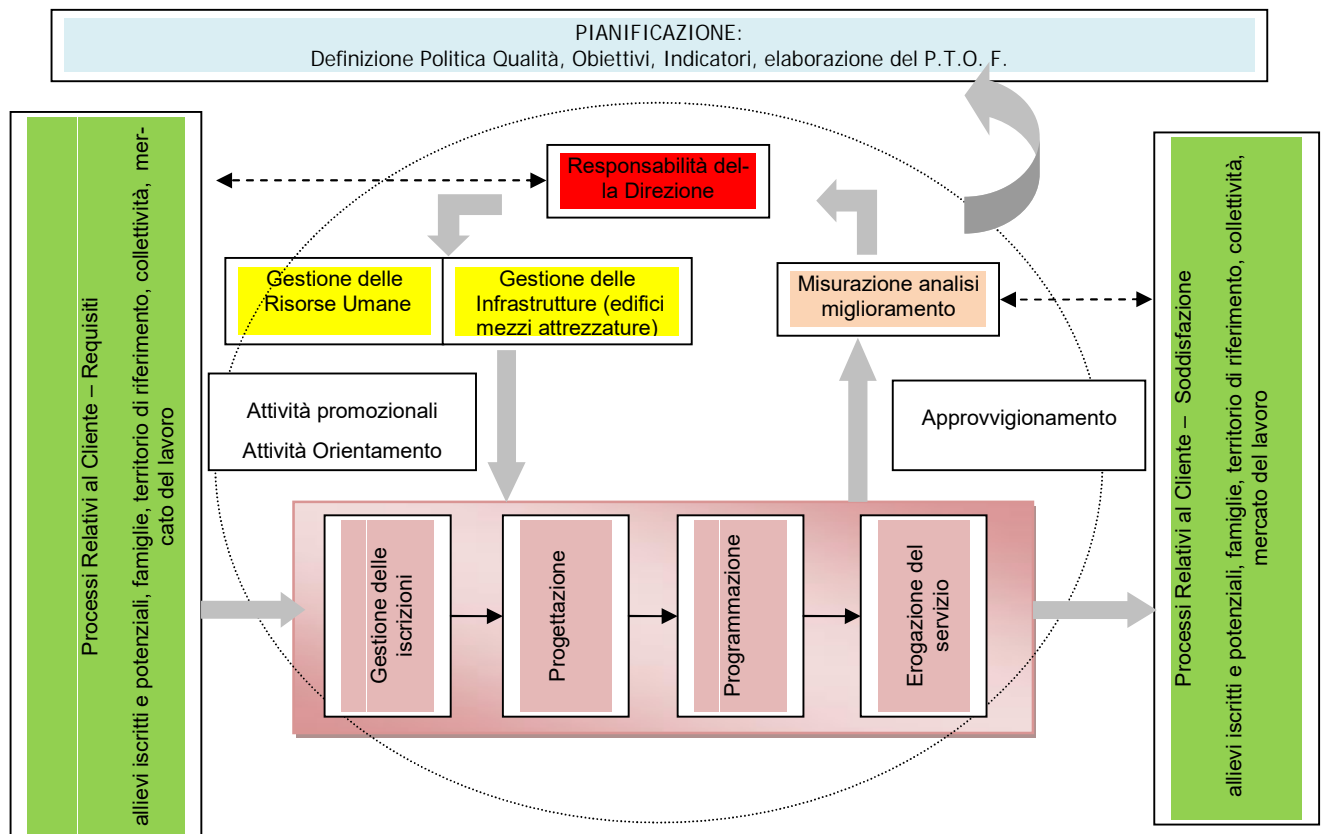 PIANIFICAZIONE:
Definizione Politica Qualità, Obiettivi, Indicatori, elaborazione del P.T.O. F.
Processi Relativi al Cliente – Requisiti
allievi iscritti e potenziali, famiglie, territorio di riferimento, collettività, mer-
cato del lavoro
Responsabilità del-
la Direzione
Gestione delle
Risorse Umane
Gestione delle
Infrastrutture (edifici
mezzi attrezzature)
Misurazione analisi
miglioramento
Attività promozionali
Attività Orientamento
Approvvigionamento
Gestione delle
iscrizioni
Progettazione
Programmazione
Erogazione del
servizio
Processi Relativi al Cliente – Soddisfazione
allievi iscritti e potenziali, famiglie, territorio di riferimento, collettività,
mercato del lavoro